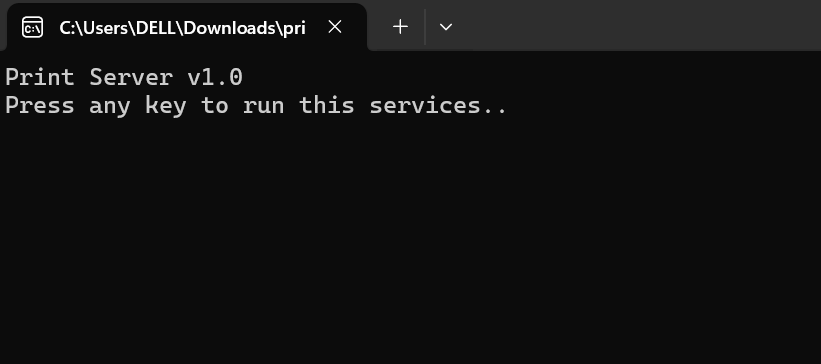 C:\Users\DELL\Downloads\pri
Print Server v1.0
Press any key to run this services..